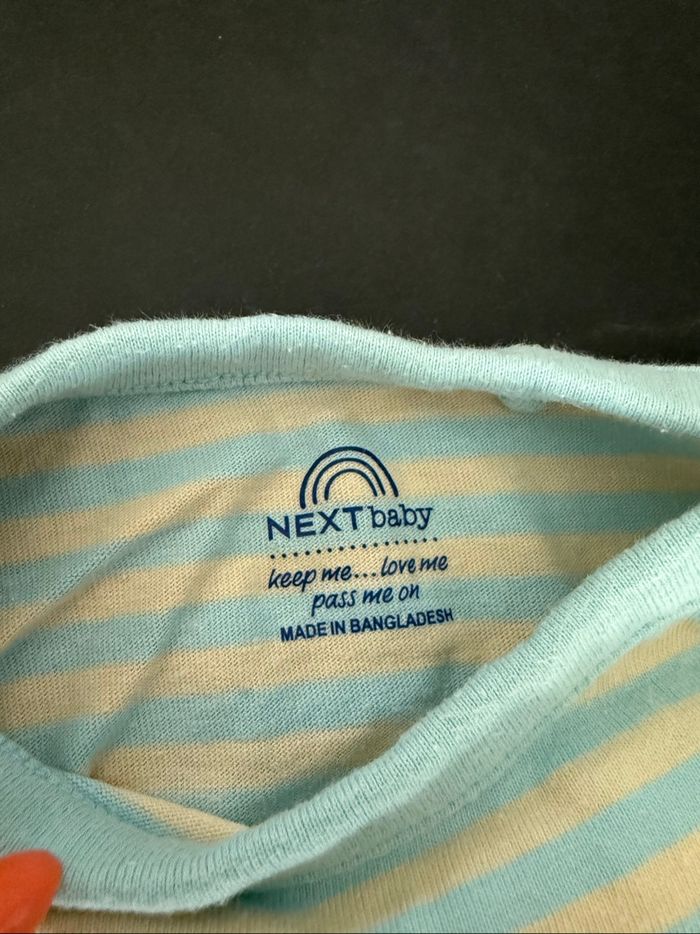 NEXT baby
keep me...love me
pass me on
MADE IN BANGLADESH